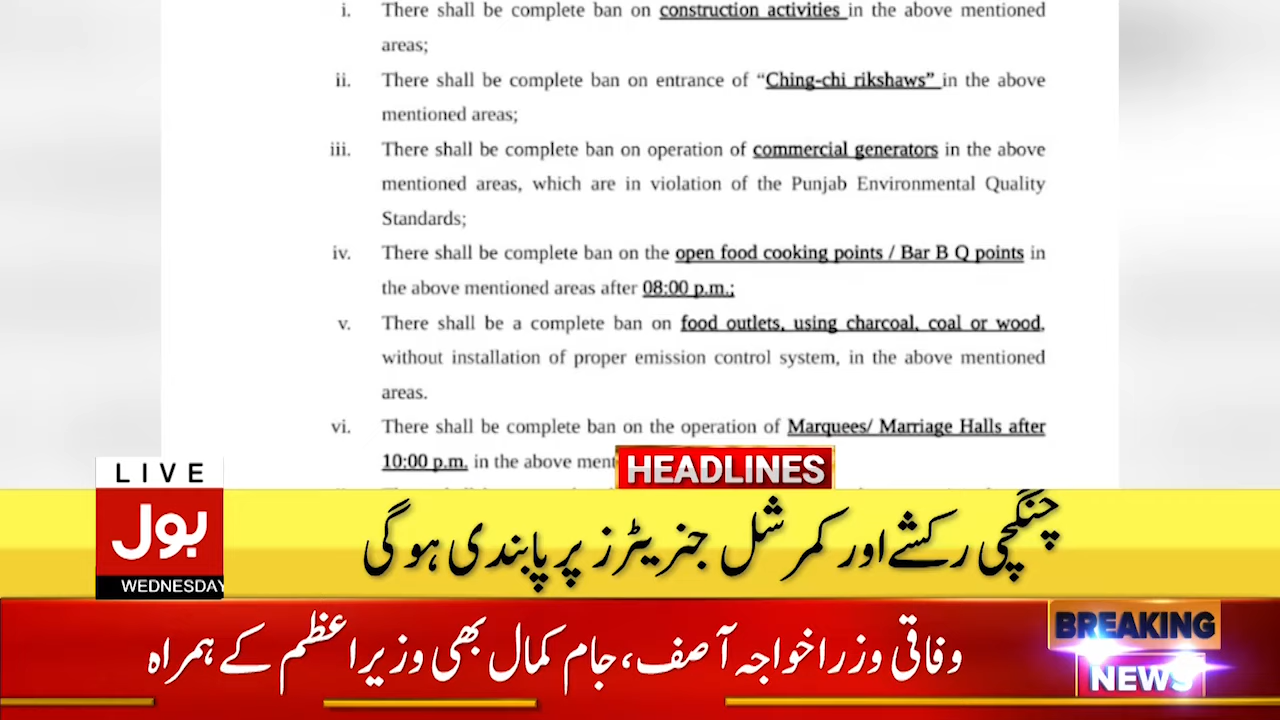 i. There shall be complete ban on construction activities in the above mentioned
areas;
ii. There shall be complete ban on entrance of “Ching-chi rikshaws” in the above
mentioned areas;
iii. There shall be complete ban on operation of commercial generators in the above
mentioned areas, which are in violation of the Punjab Environmental Quality
Standards;
iv. There shall be complete ban on the open food cooking points / Bar B Q points in
the above mentioned areas after 08:00 p.m.;
v. There shall be a complete ban on food outlets, using charcoal, coal or wood,
without installation of proper emission control system, in the above mentioned
areas.
vi. There shall be complete ban on the operation of Marquees/ Marriage Halls after
10:00 p.m. in the above
HEADLINES
LIVE
بول
WEDNESDAY
چنگچی رکشے اور کمرشل جنریٹرز پر پابندی ہوگی
وفاقی وزرا خواجہ آصف، جام کمال بھی وزیراعظم کے ہمراہ
BREAKING
NEWS